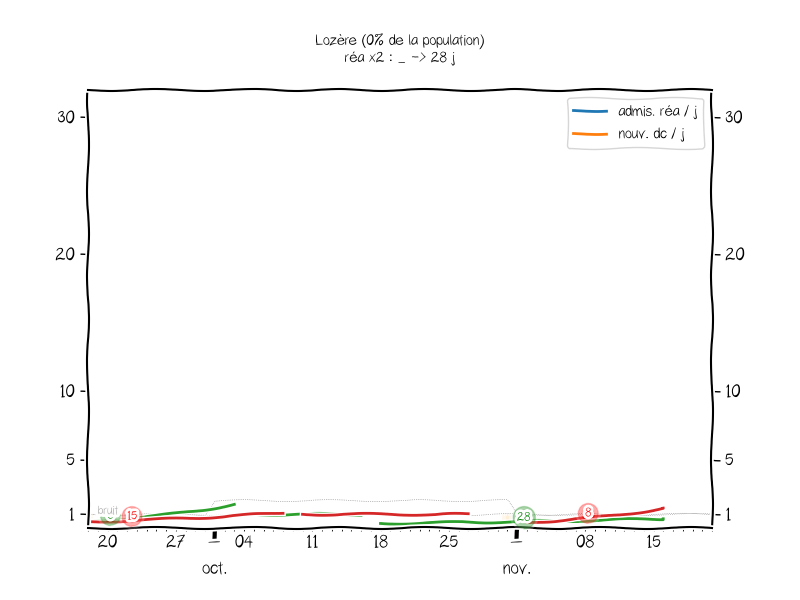 Lozère (0% de la population)
réa x2 : _ -> 28 j
admis. réa / j
nouv. dc / j
30 30
20 20
10 10
5 5
1 1
bruit 15 28 8
20 27 04 11 18 25 08 15
oct. nov.